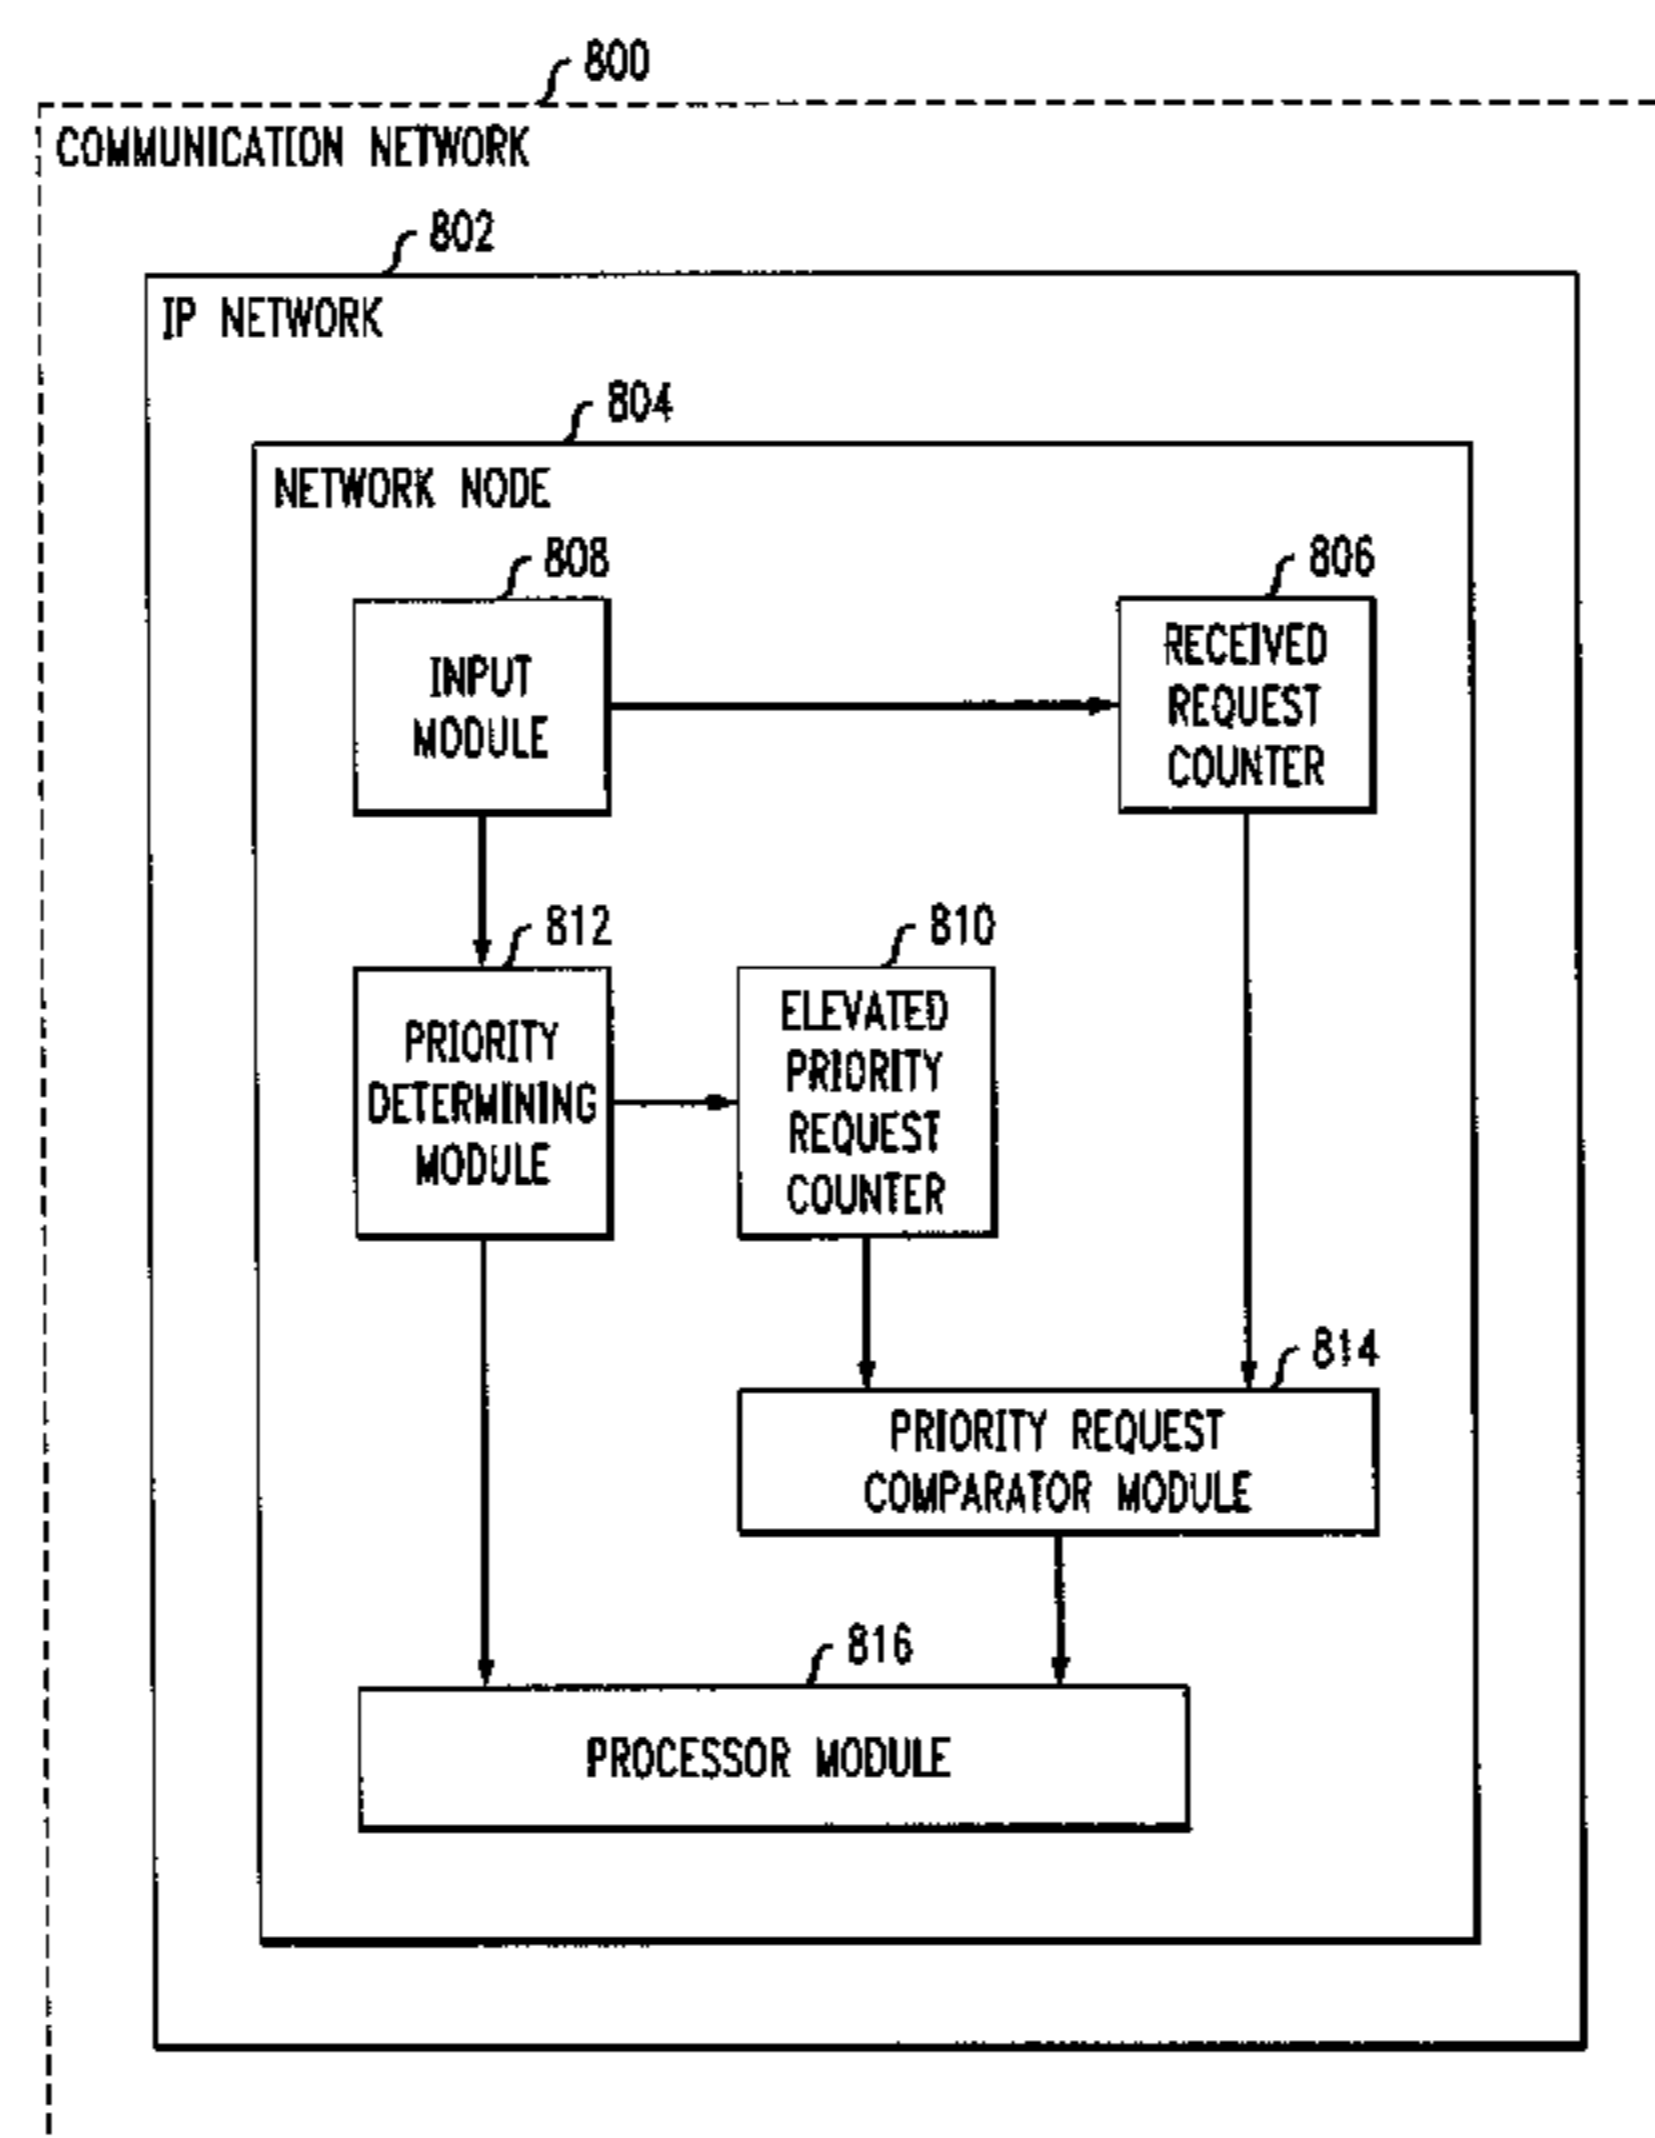 800
COMMUNICATION NETWORK
802
IP NETWORK
804
NETWORK NODE
808
INPUT
MODULE
806
RECEIVED
REQUEST
COUNTER
812
PRIORITY
DETERMINING
MODULE
810
ELEVATED
PRIORITY
REQUEST
COUNTER
814
PRIORITY REQUEST
COMPARATOR MODULE
816
PROCESSOR MODULE